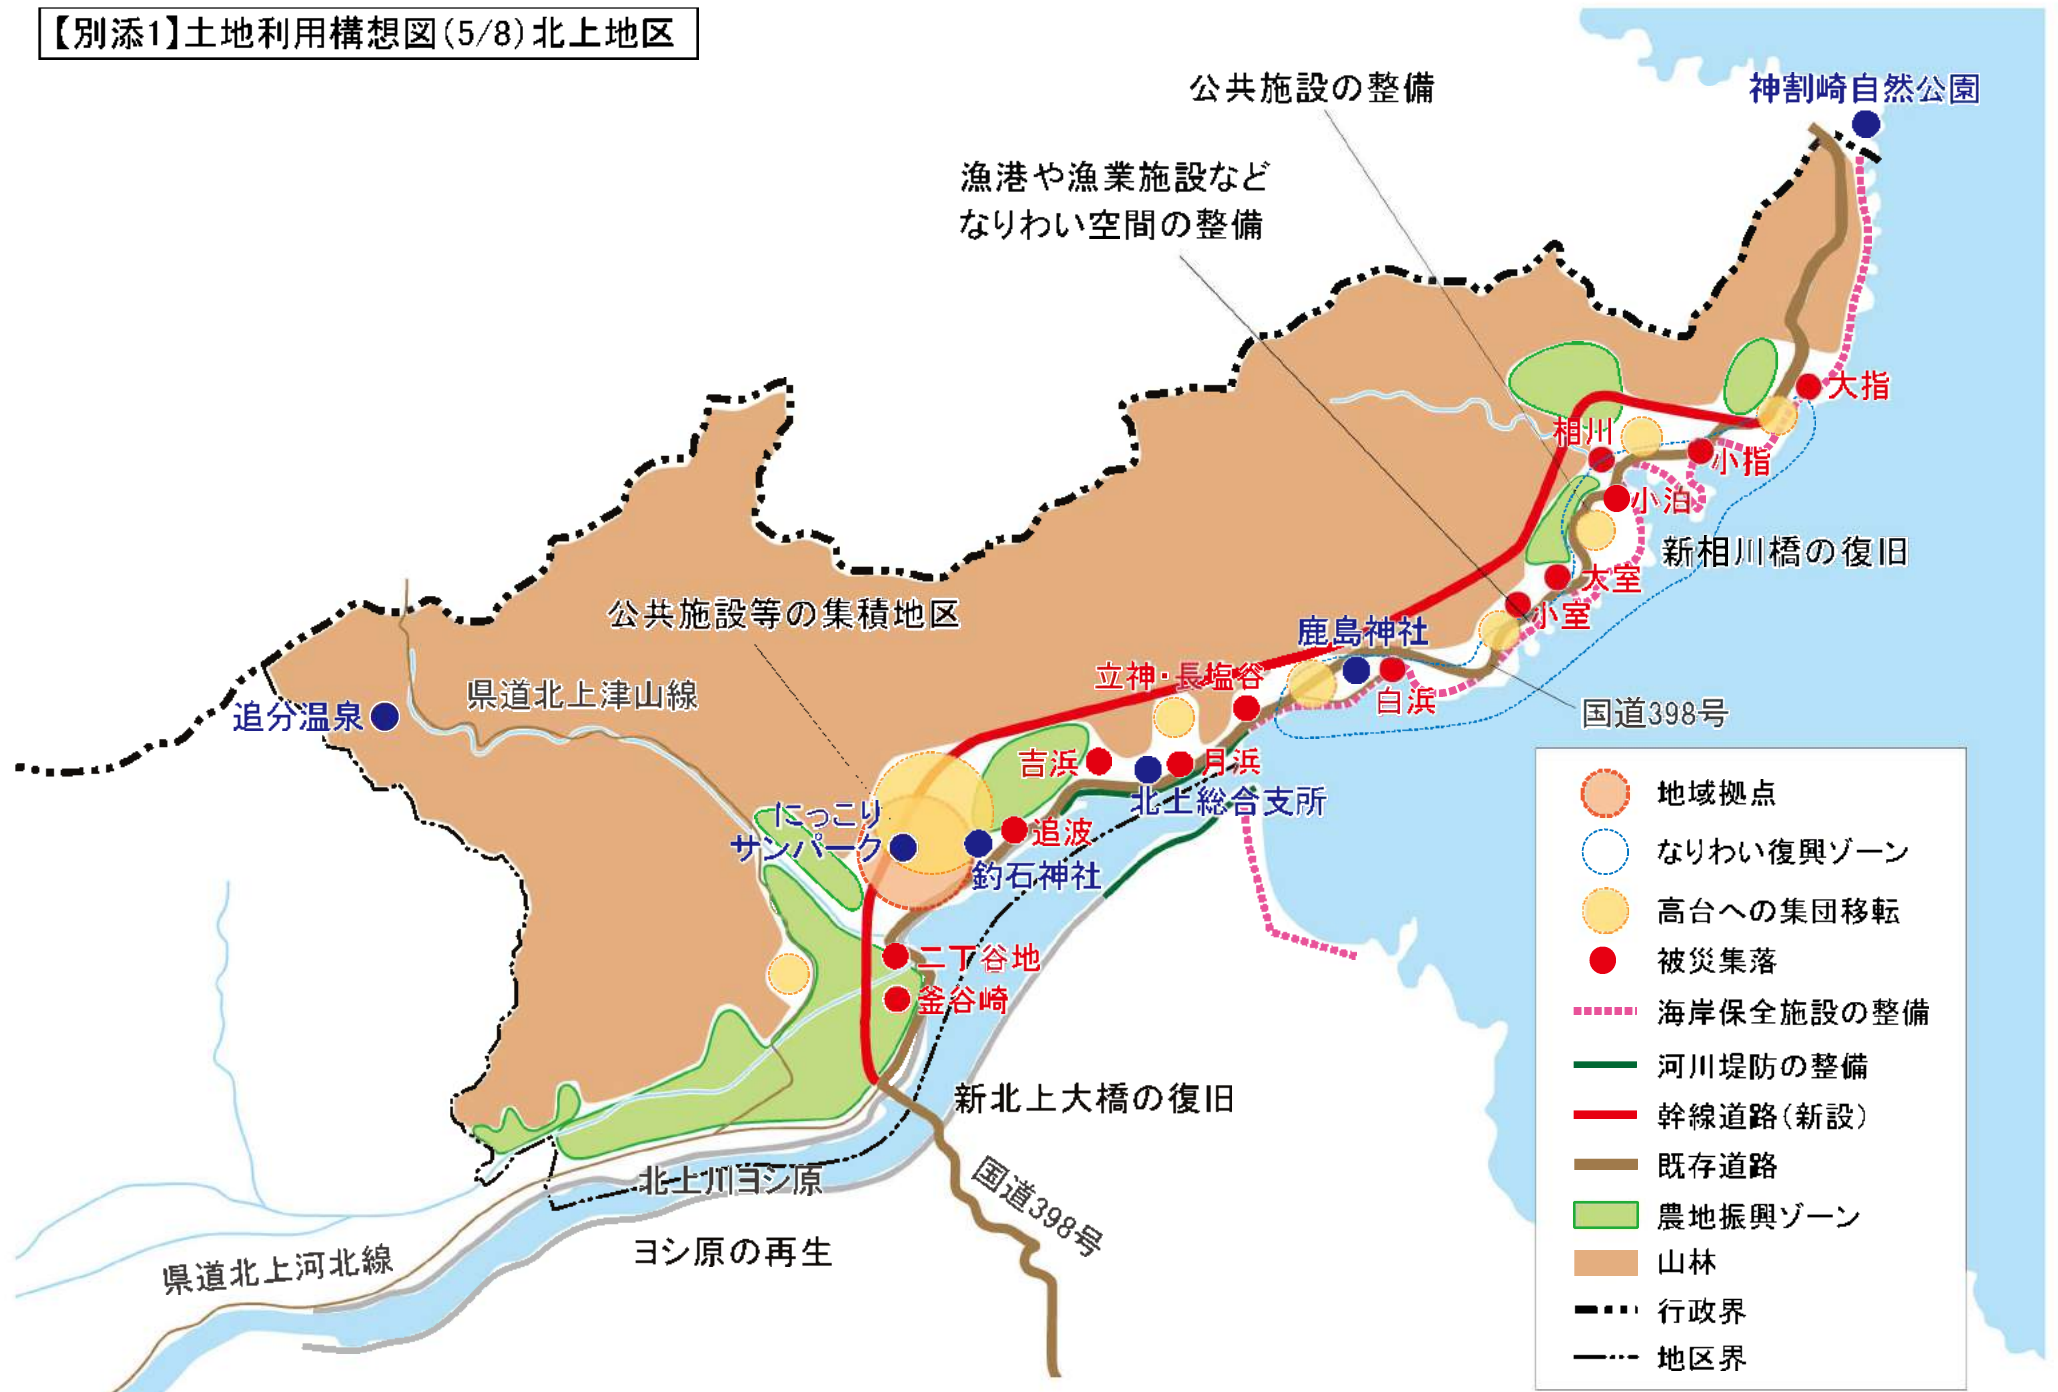 【別添1】土地利用構想図(5/8)北上地区
公共施設の整備
神割崎自然公園
漁港や漁業施設など
なりわい空間の整備
大指
相川
小指
小泊
新相川橋の復旧
大室
小室
公共施設等の集積地区
鹿島神社
立神・長塩谷
白浜
国道398号
県道北上津山線
追分温泉
吉浜
月浜
北上総合支所
にっこり
サンパーク
追波
釣石神社
二丁谷地
釜谷崎
新北上大橋の復旧
北上川ヨシ原
国道398号
ヨシ原の再生
県道北上河北線
地域拠点
なりわい復興ゾーン
高台への集団移転
被災集落
海岸保全施設の整備
河川堤防の整備
幹線道路(新設)
既存道路
農地振興ゾーン
山林
行政界
地区界